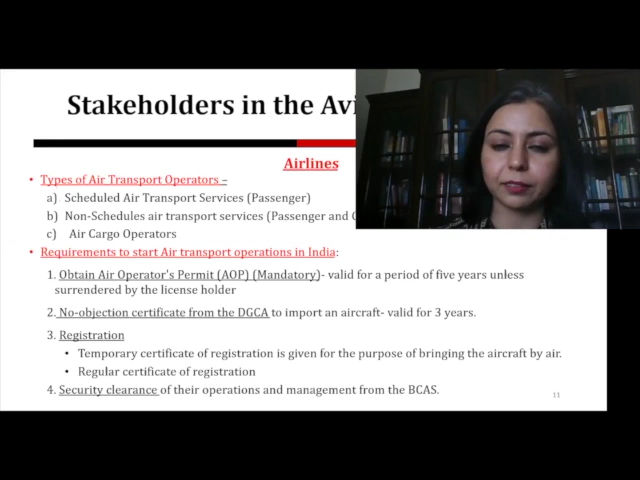 Stakeholders in the Avi
Airlines
• Types of Air Transport Operators –
a) Scheduled Air Transport Services (Passenger)
b) Non-Schedules air transport services (Passenger and
c) Air Cargo Operators
• Requirements to start Air transport operations in India:
1. Obtain Air Operator's Permit (AOP) (Mandatory)- valid for a period of five years unless
surrendered by the license holder
2. No-objection certificate from the DGCA to import an aircraft- valid for 3 years.
3. Registration
• Temporary certificate of registration is given for the purpose of bringing the aircraft by air.
• Regular certificate of registration
4. Security clearance of their operations and management from the BCAS.
11